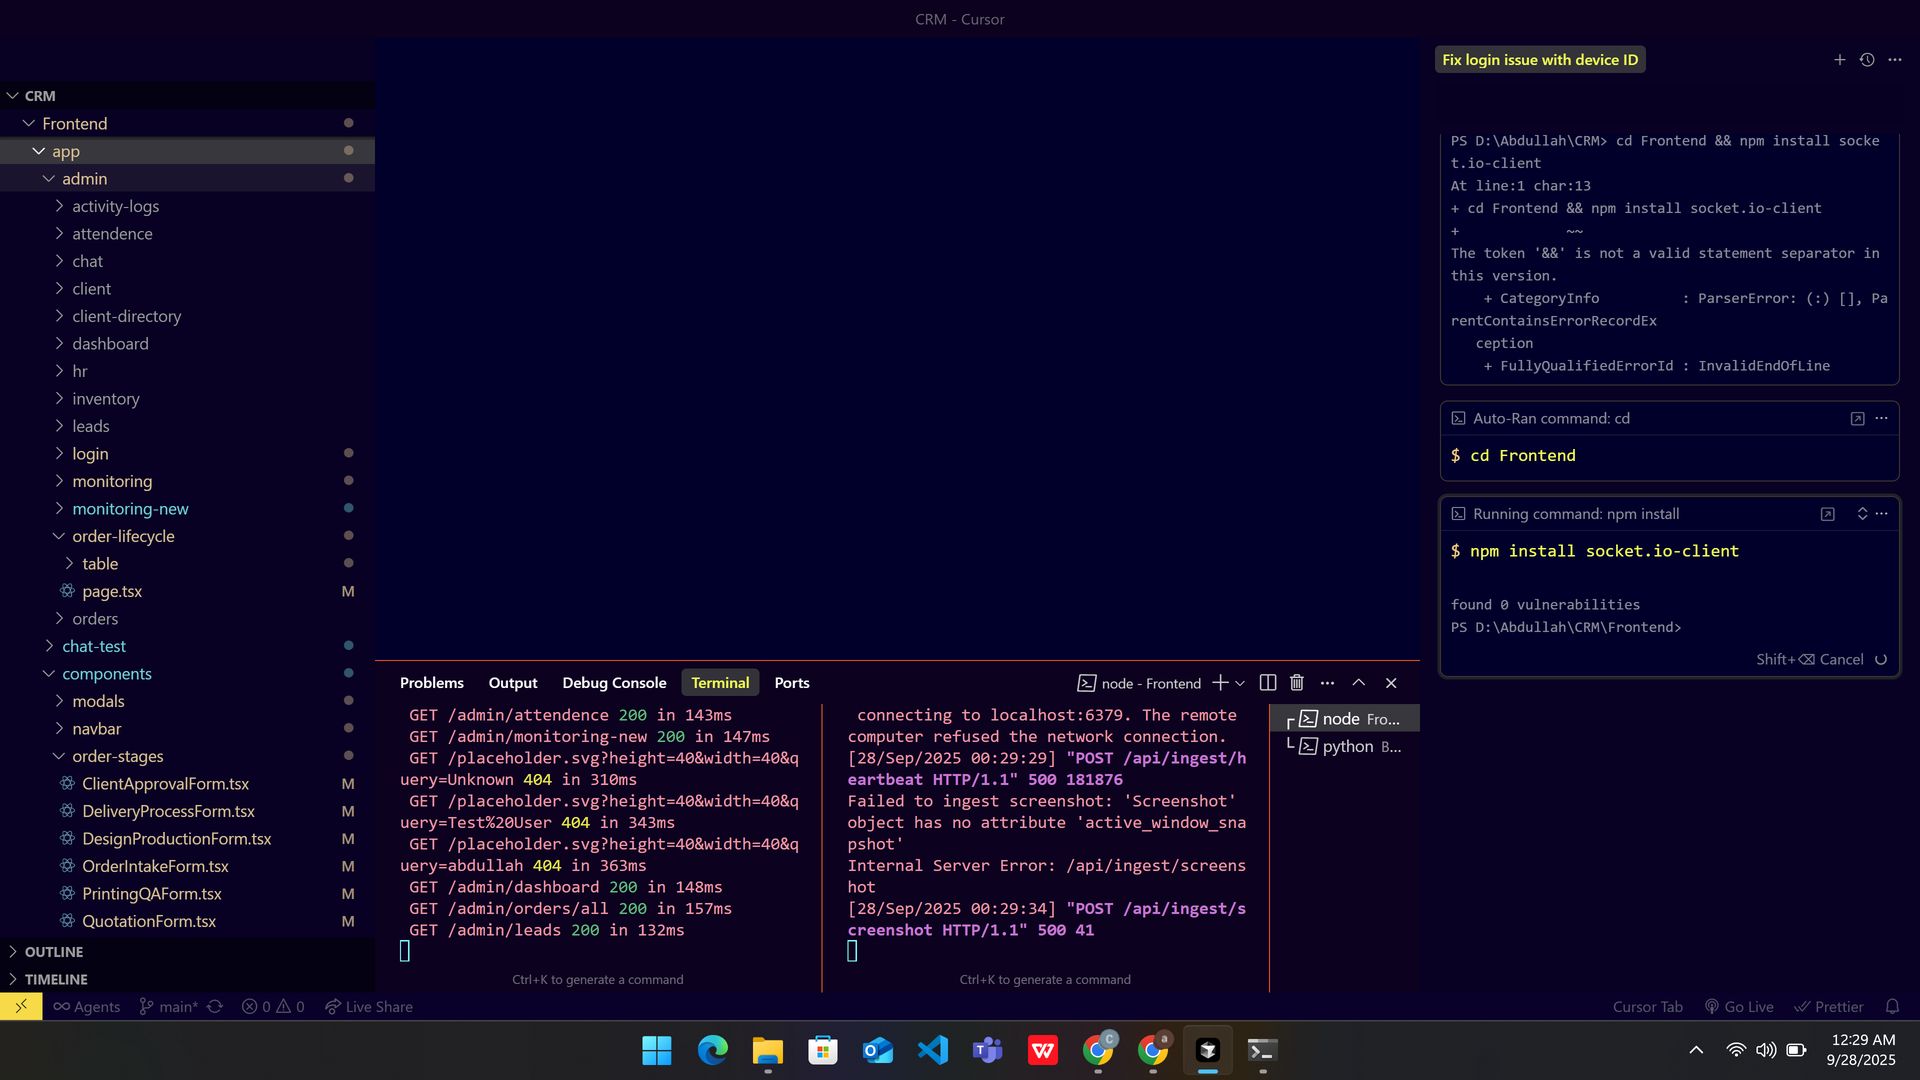 CRM - Cursor
CRM
Frontend
app
admin
activity-logs
attendence
chat
client
client-directory
dashboard
hr
inventory
leads
login
monitoring
monitoring-new
order-lifecycle
table
page.tsx M
orders
chat-test
components
modals
navbar
order-stages
ClientApprovalForm.tsx M
DeliveryProcessForm.tsx M
DesignProductionForm.tsx M
OrderIntakeForm.tsx M
PrintingQAForm.tsx M
QuotationForm.tsx M
OUTLINE
TIMELINE
Problems Output Debug Console Terminal Ports
node - Frontend
GET /admin/attendence 200 in 143ms
GET /admin/monitoring-new 200 in 147ms
GET /placeholder.svg?height=40&width=40&q
uery=Unknown 404 in 310ms
GET /placeholder.svg?height=40&width=40&q
uery=Test%20User 404 in 343ms
GET /placeholder.svg?height=40&width=40&q
uery=abdullah 404 in 363ms
GET /admin/dashboard 200 in 148ms
GET /admin/orders/all 200 in 157ms
GET /admin/leads 200 in 132ms
Ctrl+K to generate a command
connecting to localhost:6379. The remote
computer refused the network connection.
[28/Sep/2025 00:29:29] "POST /api/ingest/h
eartbeat HTTP/1.1" 500 181876
Failed to ingest screenshot: 'Screenshot'
object has no attribute 'active_window_sna
pshot'
Internal Server Error: /api/ingest/screens
hot
[28/Sep/2025 00:29:34] "POST /api/ingest/s
creenshot HTTP/1.1" 500 41
Ctrl+K to generate a command
node Fro...
python B...
Fix login issue with device ID
PS D:\Abdullah\CRM> cd Frontend && npm install socke
t.io-client
At line:1 char:13
+ cd Frontend && npm install socket.io-client
+ ~~
The token '&&' is not a valid statement separator in
this version.
+ CategoryInfo : ParserError: (:) [], Pa
rentContainsErrorRecordEx
ception
+ FullyQualifiedErrorId : InvalidEndOfLine
Auto-Ran command: cd
$ cd Frontend
Running command: npm install
$ npm install socket.io-client
found 0 vulnerabilities
PS D:\Abdullah\CRM\Frontend>
Shift+⌫ Cancel
Agents main* 0 0 Live Share
Cursor Tab Go Live Prettier
12:29 AM
9/28/2025